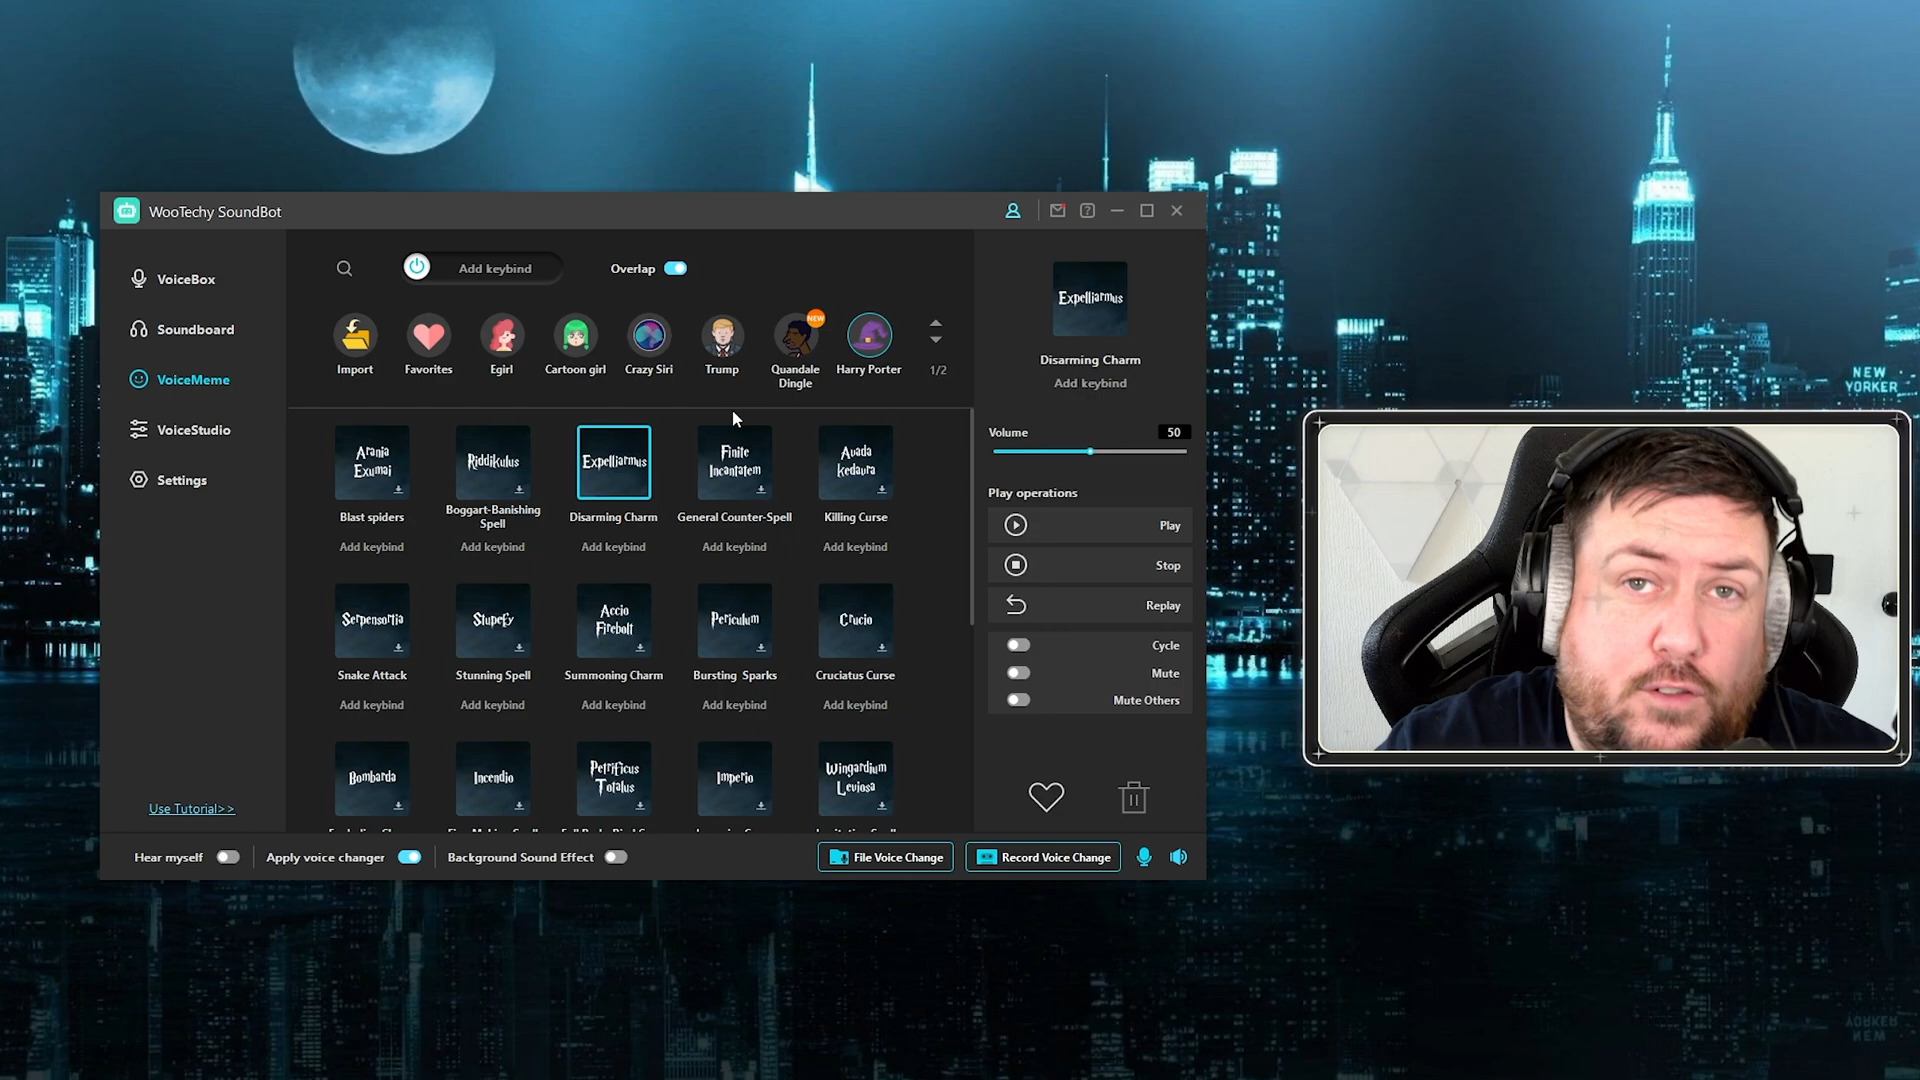 WooTechy SoundBot
VoiceBox
Soundboard
VoiceMeme
VoiceStudio
Settings
Use Tutorial>>
Add keybind
Overlap
Import
Favorites
Egirl
Cartoon girl
Crazy Siri
Trump
NEW
Quandale
Dingle
Harry Porter
1/2
Arania
Exumai
Blast spiders
Add keybind
Riddikulus
Boggart-Banishing
Spell
Add keybind
Expelliarmus
Disarming Charm
Add keybind
Finite
Incantatem
General Counter-Spell
Add keybind
Avada
kedavra
Killing Curse
Add keybind
Serpensortia
Snake Attack
Add keybind
Stupefy
Stunning Spell
Add keybind
Accio
Firebolt
Summoning Charm
Add keybind
Periculum
Bursting Sparks
Add keybind
Crucio
Cruciatus Curse
Add keybind
Bombarda
Incendio
Petrificus
Totalus
Imperio
Wingardium
Leviosa
Expelliarmus
Disarming Charm
Add keybind
Volume
50
Play operations
Play
Stop
Replay
Cycle
Mute
Mute Others
Hear myself
Apply voice changer
Background Sound Effect
File Voice Change
Record Voice Change
NEW
YORKER